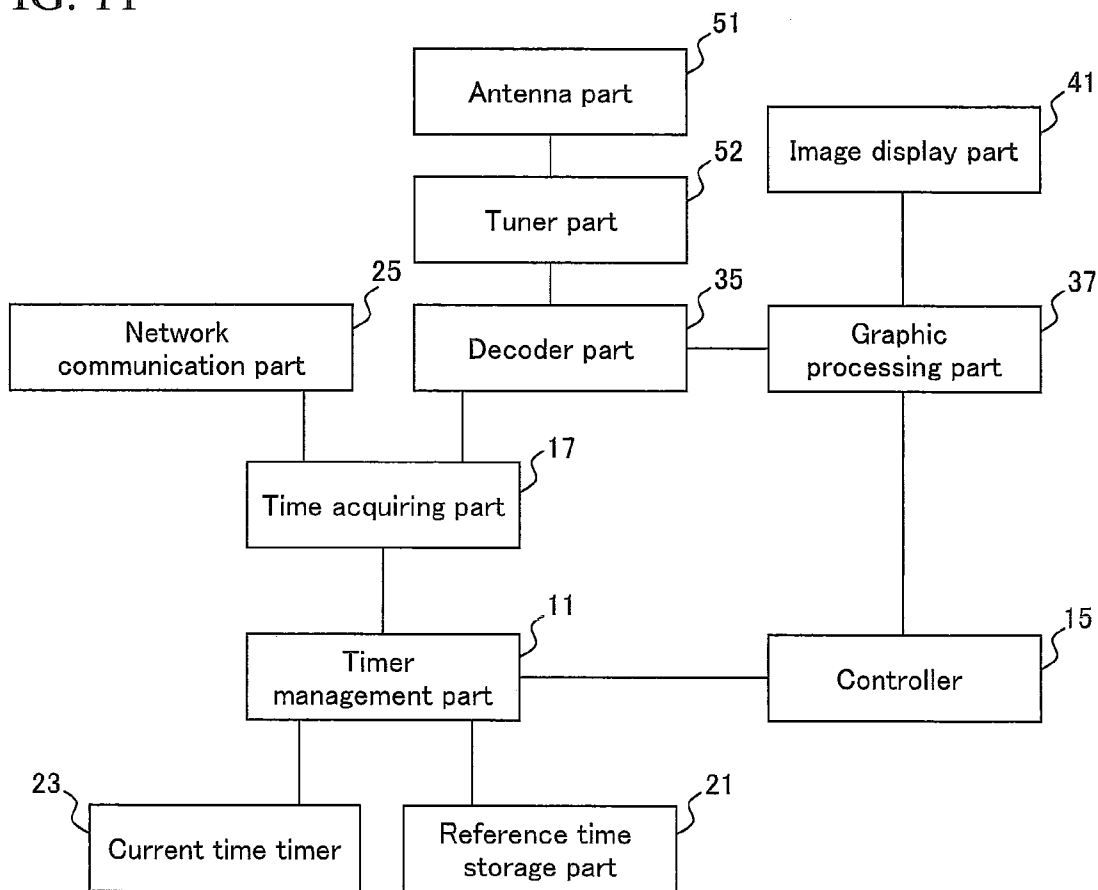 IG. 11
51
Antenna part
41
Image display part
52
Tuner part
25
Network
communication part
35
Decoder part
37
Graphic
processing part
17
Time acquiring part
11
Timer
management part
15
Controller
23
Current time timer
21
Reference time
storage part